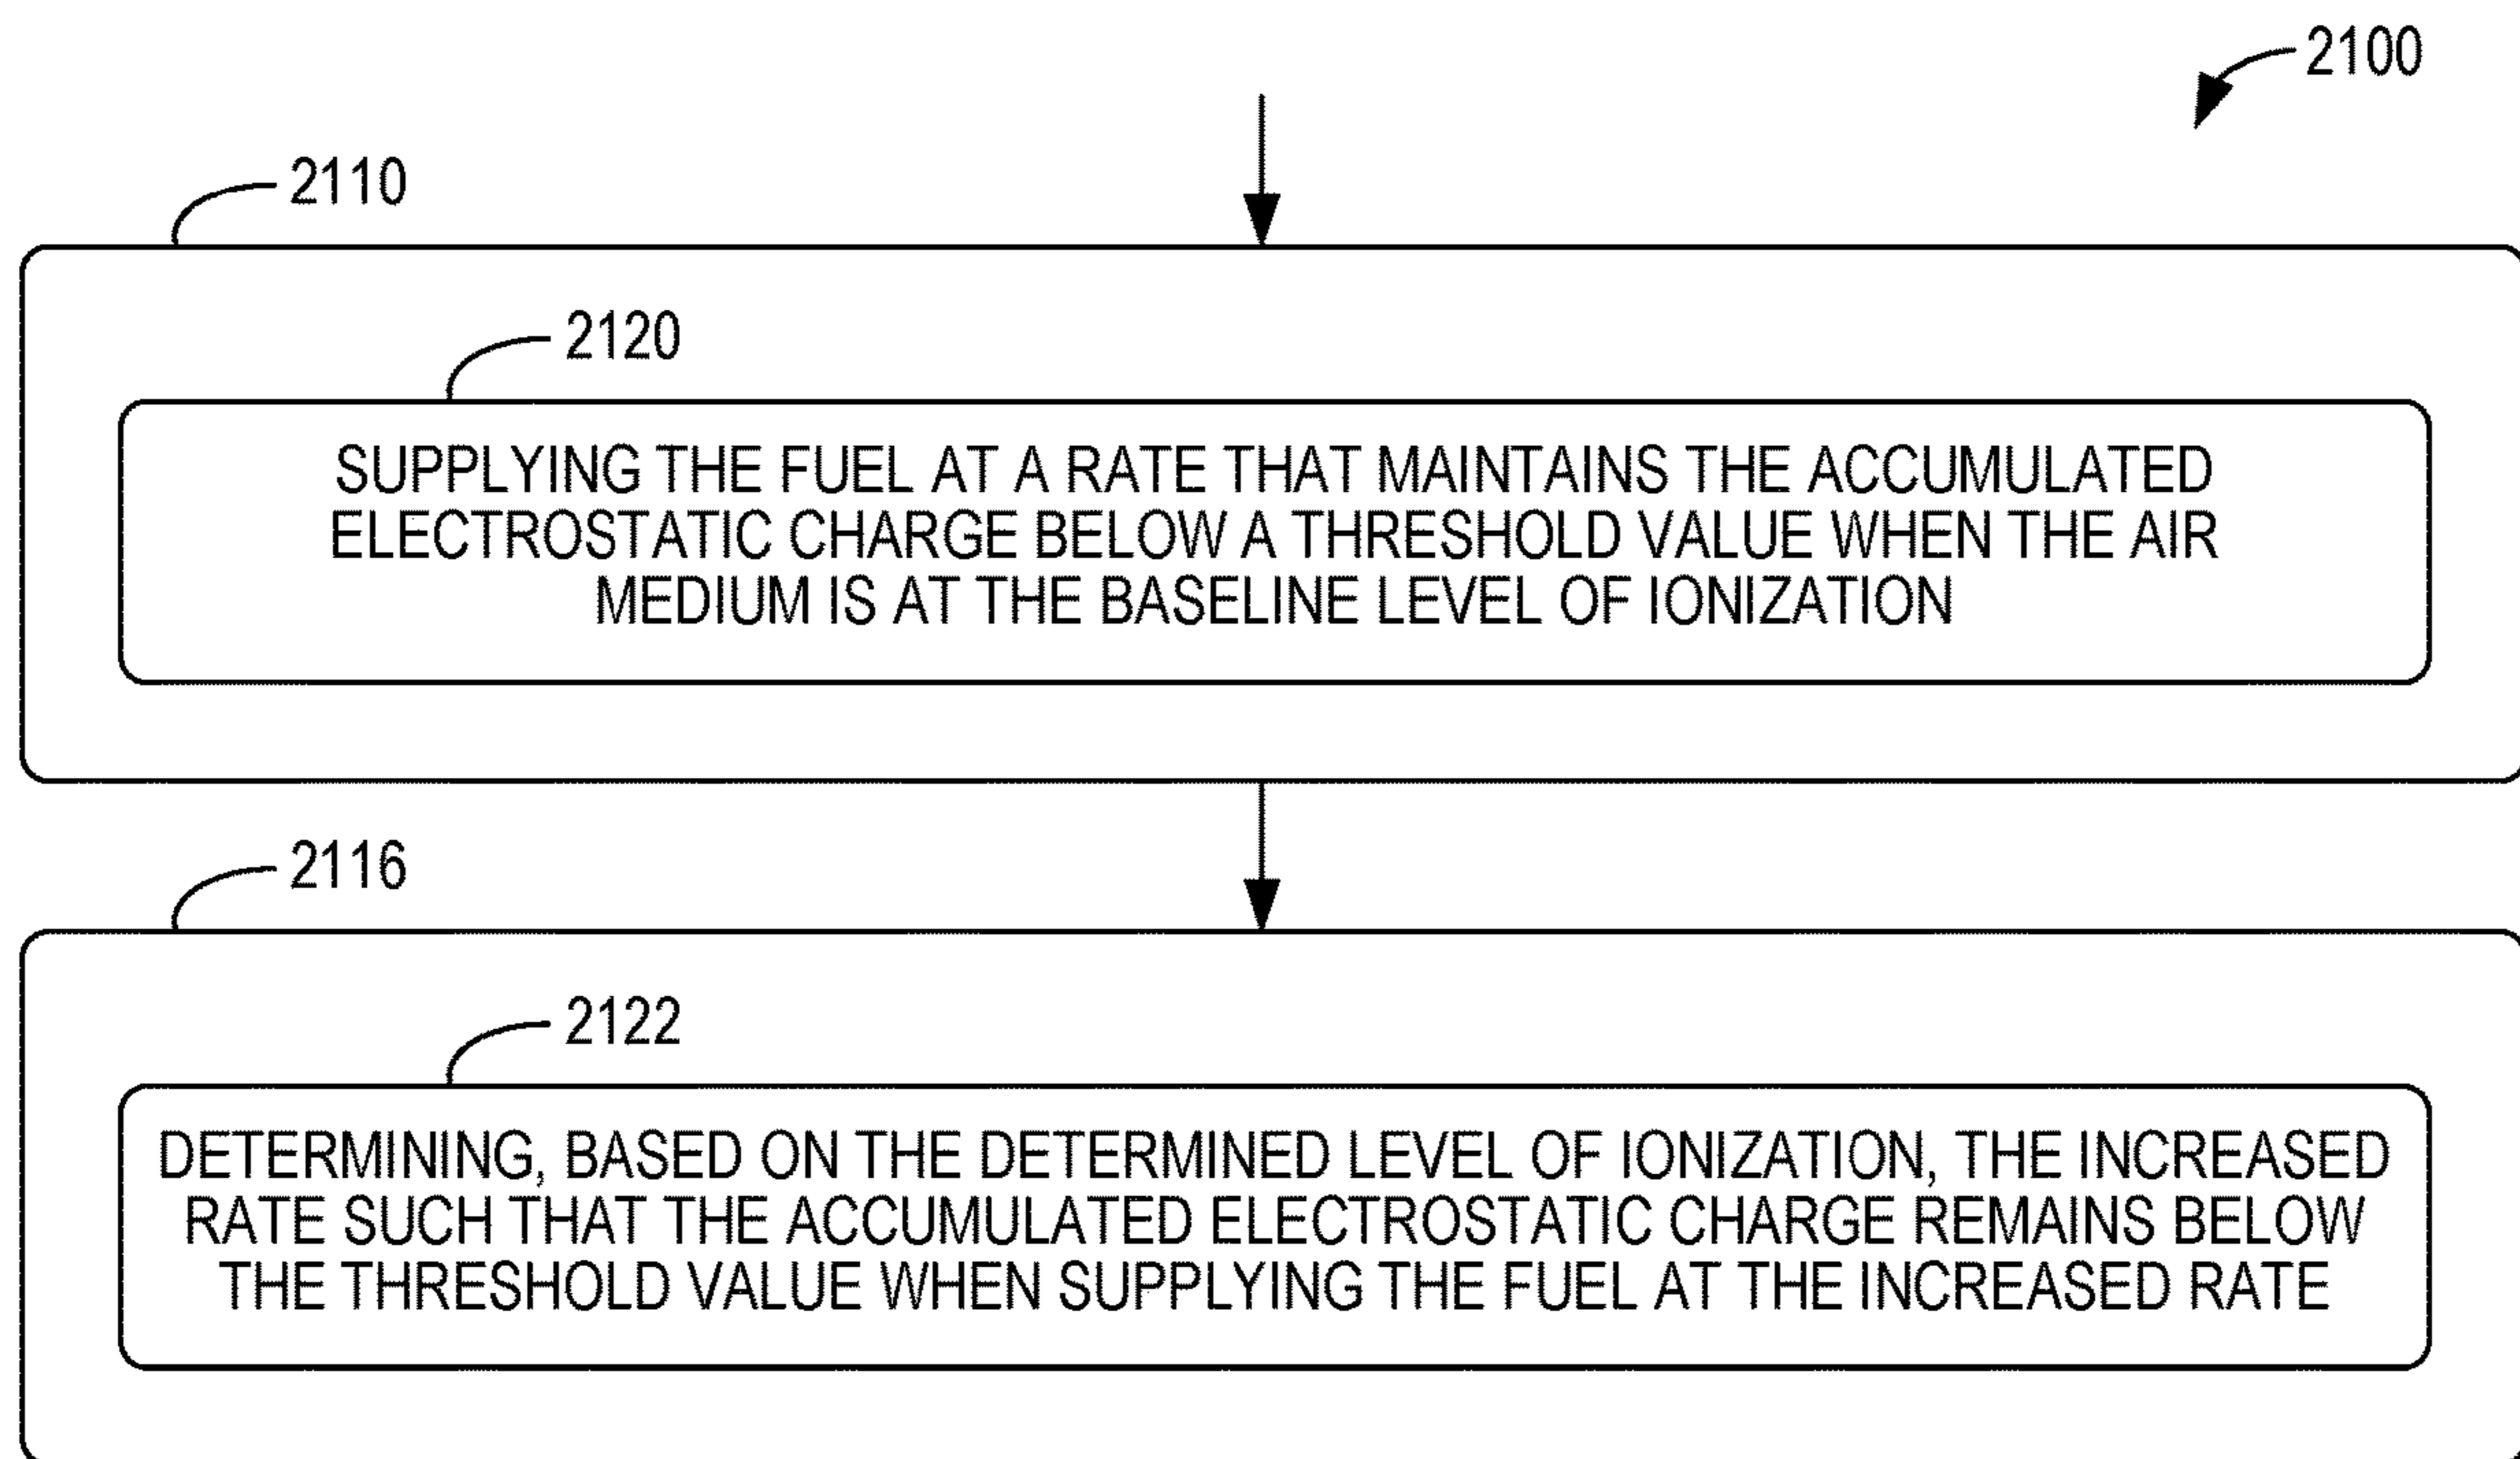 2100
2110
2120
SUPPLYING THE FUEL AT A RATE THAT MAINTAINS THE ACCUMULATED
ELECTROSTATIC CHARGE BELOW A THRESHOLD VALUE WHEN THE AIR
MEDIUM IS AT THE BASELINE LEVEL OF IONIZATION
2116
2122
DETERMINING, BASED ON THE DETERMINED LEVEL OF IONIZATION, THE INCREASED
RATE SUCH THAT THE ACCUMULATED ELECTROSTATIC CHARGE REMAINS BELOW
THE THRESHOLD VALUE WHEN SUPPLYING THE FUEL AT THE INCREASED RATE